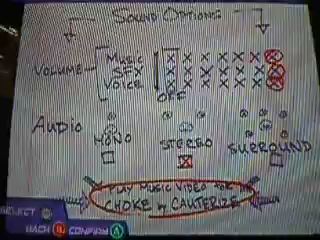 SOUND OPTIONS
VOLUME
MUSIC X X X X X X X
SFX X X X X X X X
VOICE X X X X X X X
OFF
AUDIO
MONO STEREO SURROUND
PLAY MUSIC VIDEO FOR
CHOKE by CAUTERIZE
SELECT
BACK B CONFIRM A